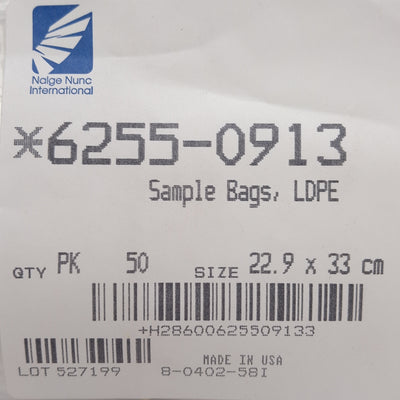 Nalge Nunc
International
*6255-0913
Sample Bags, LDPE
QTY PK 50 SIZE 22.9 x 33 cm
+H28600625509133
MADE IN USA
LOT 527199 8-0402-58I